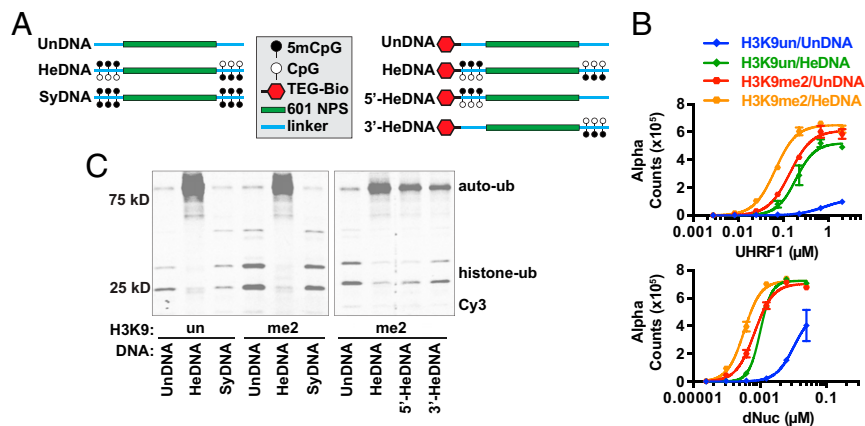 A
UnDNA
HeDNA
SyDNA
5mCpG
CpG
TEG-Bio
601 NPS
linker
UnDNA
HeDNA
5'-HeDNA
3'-HeDNA
B
H3K9un/UnDNA
H3K9un/HeDNA
H3K9me2/UnDNA
H3K9me2/HeDNA
Alpha
Counts (x10⁵)
8
6
4
2
0
0.001
0.01
0.1
1
UHRF1 (µM)
Alpha
Counts (x10⁵)
8
6
4
2
0
0.00001
0.001
0.1
dNuc (µM)
C
75 kD
25 kD
auto-ub
histone-ub
Cy3
H3K9: un me2 me2
DNA: UnDNA HeDNA SyDNA UnDNA HeDNA SyDNA UnDNA HeDNA 5'-HeDNA 3'-HeDNA